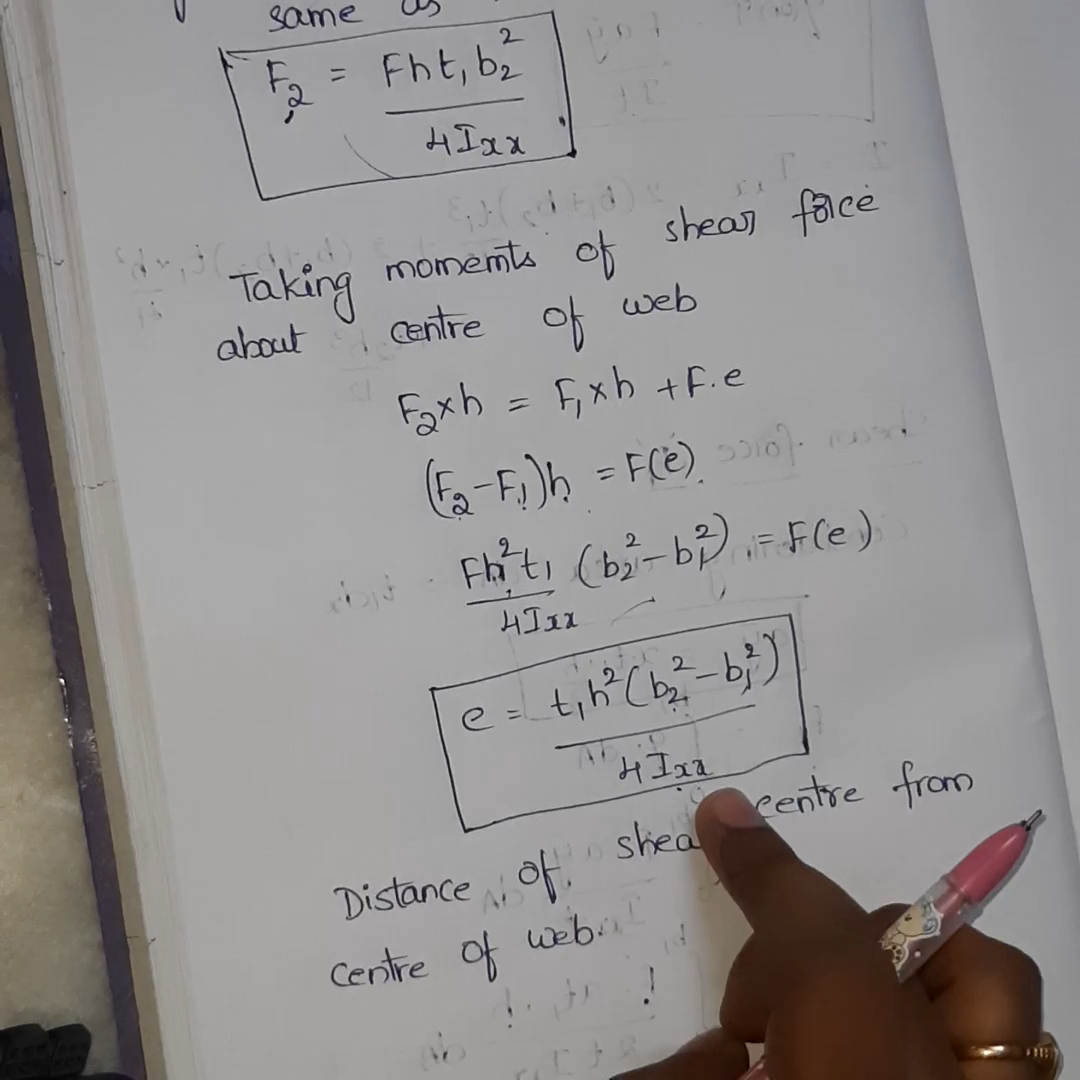 same as
F₂ = Fht₁b₂² / 4Ixx
Taking moments of shear force
about centre of web
F₂×h = F₁×h + F.e
(F₂-F₁)h = F(e)
Fh²t₁ / 4Ixx (b₂²-b₁²) = F(e)
e = t₁h²(b₂²-b₁²) / 4Ixx
Distance of shear centre from
centre of web.